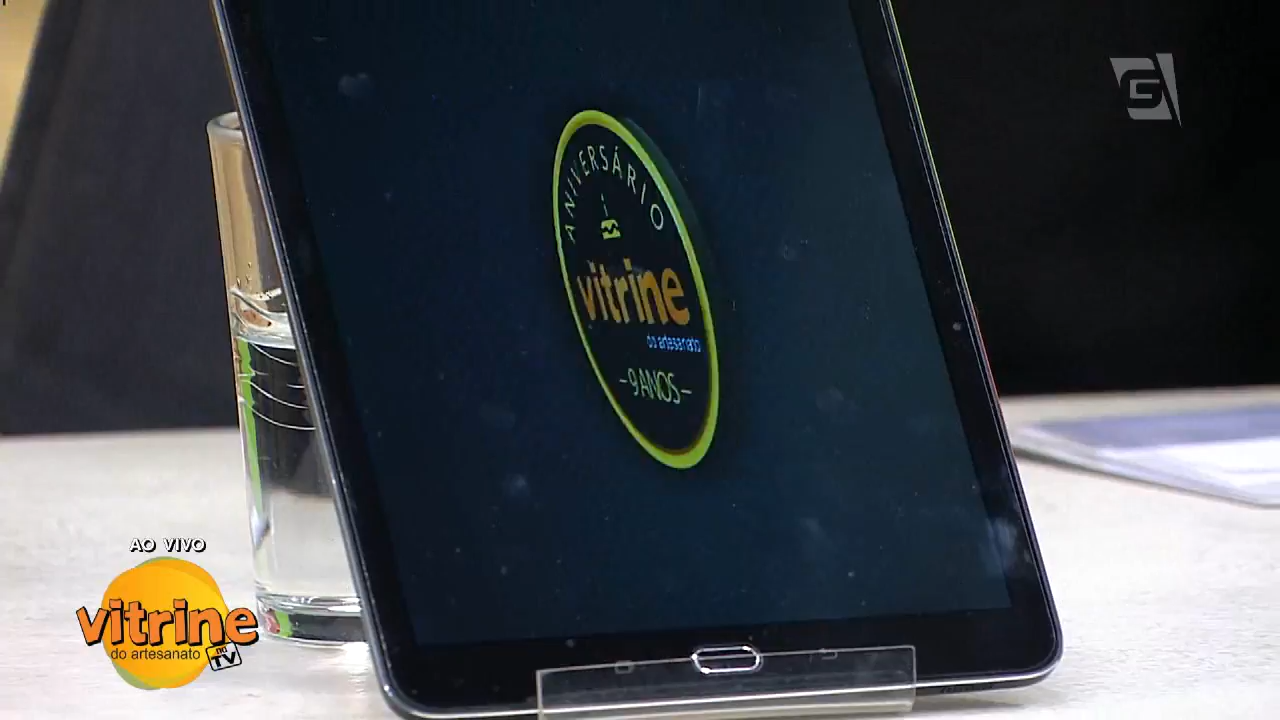 ANIVERSÁRIO
vitrine
do artesanato
-9 ANOS-
AO VIVO
vitrine
do artesanato
na
TV
G